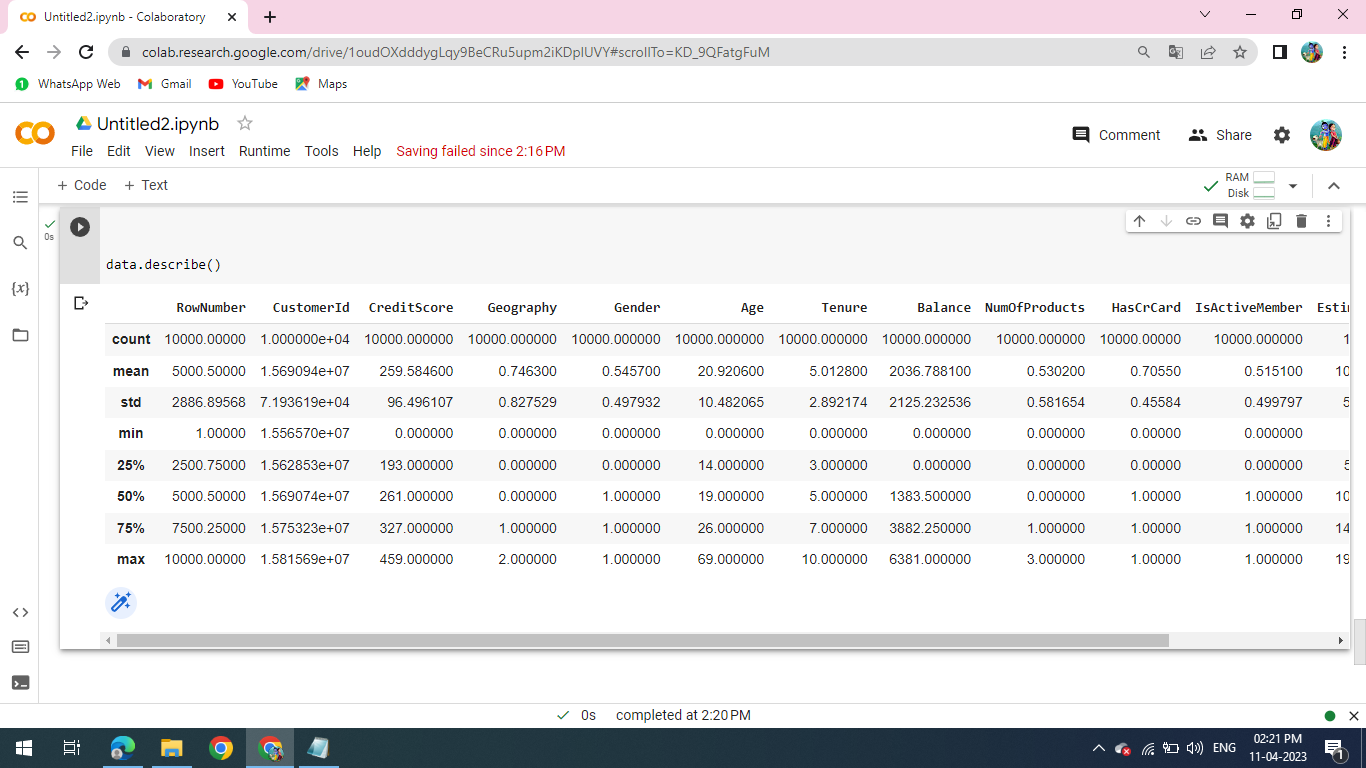 Untitled2.ipynb - Colaboratory
colab.research.google.com/drive/1oudOXdddygLqy9BeCRu5upm2iKDpIUVY#scrollTo=KD_9QFatgFuM
WhatsApp Web Gmail YouTube Maps
Untitled2.ipynb
Comment Share
File Edit View Insert Runtime Tools Help Saving failed since 2:16 PM
+ Code + Text
RAM
Disk
0s
data.describe()
RowNumber CustomerId CreditScore Geography Gender Age Tenure Balance NumOfProducts HasCrCard IsActiveMember Esti
count 10000.00000 1.000000e+04 10000.000000 10000.000000 10000.000000 10000.000000 10000.000000 10000.000000 10000.000000 10000.00000 10000.000000 1
mean 5000.50000 1.569094e+07 259.584600 0.746300 0.545700 20.920600 5.012800 2036.788100 0.530200 0.70550 0.515100 10
std 2886.89568 7.193619e+04 96.496107 0.827529 0.497932 10.482065 2.892174 2125.232536 0.581654 0.45584 0.499797 5
min 1.00000 1.556570e+07 0.000000 0.000000 0.000000 0.000000 0.000000 0.000000 0.000000 0.00000 0.000000
25% 2500.75000 1.562853e+07 193.000000 0.000000 0.000000 14.000000 3.000000 0.000000 0.000000 0.00000 0.000000 5
50% 5000.50000 1.569074e+07 261.000000 0.000000 1.000000 19.000000 5.000000 1383.500000 0.000000 1.00000 1.000000 10
75% 7500.25000 1.575323e+07 327.000000 1.000000 1.000000 26.000000 7.000000 3882.250000 1.000000 1.00000 1.000000 14
max 10000.00000 1.581569e+07 459.000000 2.000000 1.000000 69.000000 10.000000 6381.000000 3.000000 1.00000 1.000000 19
0s completed at 2:20 PM
ENG
02:21 PM
11-04-2023
1